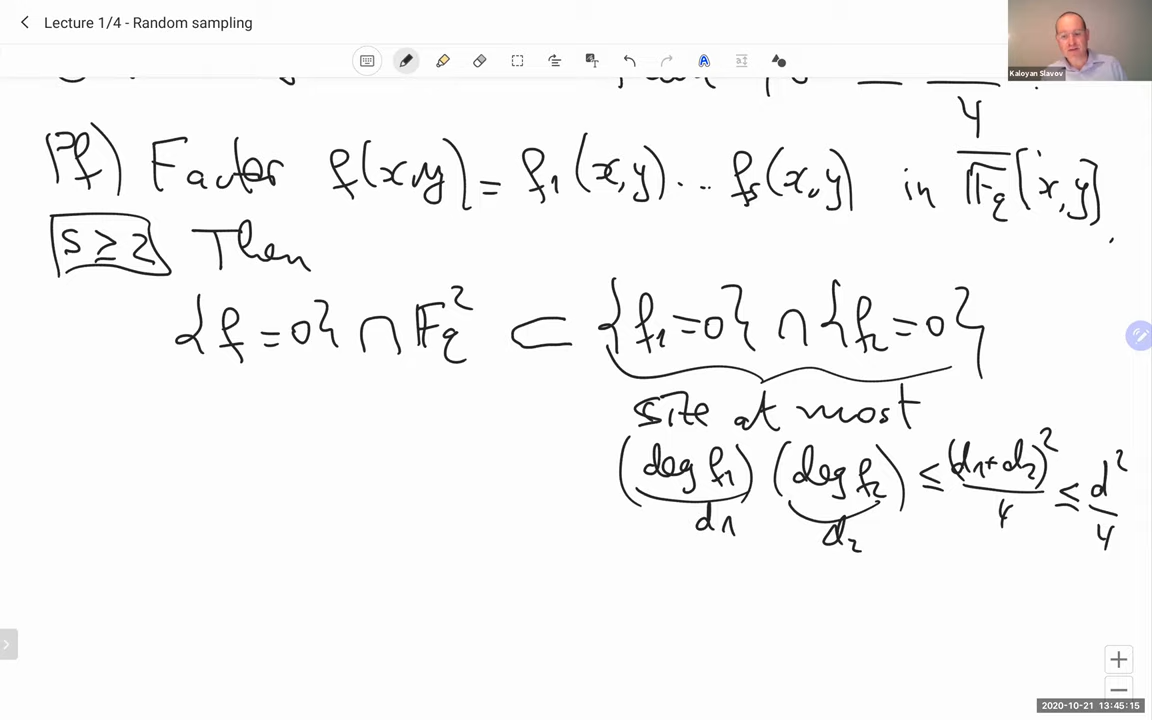 Lecture 1/4 - Random sampling
Kaloyan Slavov
4
Pf) Factor f(x,y) = f₁(x,y) ... fₛ(x,y) in F̅_q[x,y].
s ≥ 2 Then
{f=0} ∩ F_q² ⊂ {f₁=0} ∩ {f₂=0}
size at most
(deg f₁) (deg f₂) ≤ (d₁+d₂)²/4 ≤ d²/4
d₁ d₂
2020-10-21 13:45:15